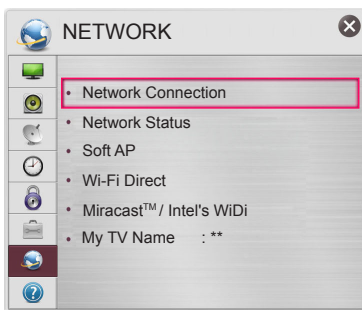 NETWORK
• Network Connection
• Network Status
• Soft AP
• Wi-Fi Direct
• Miracast™ / Intel's WiDi
• My TV Name : **